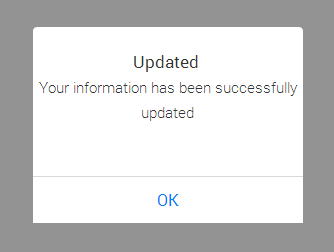 Updated
Your information has been successfully
updated
OK